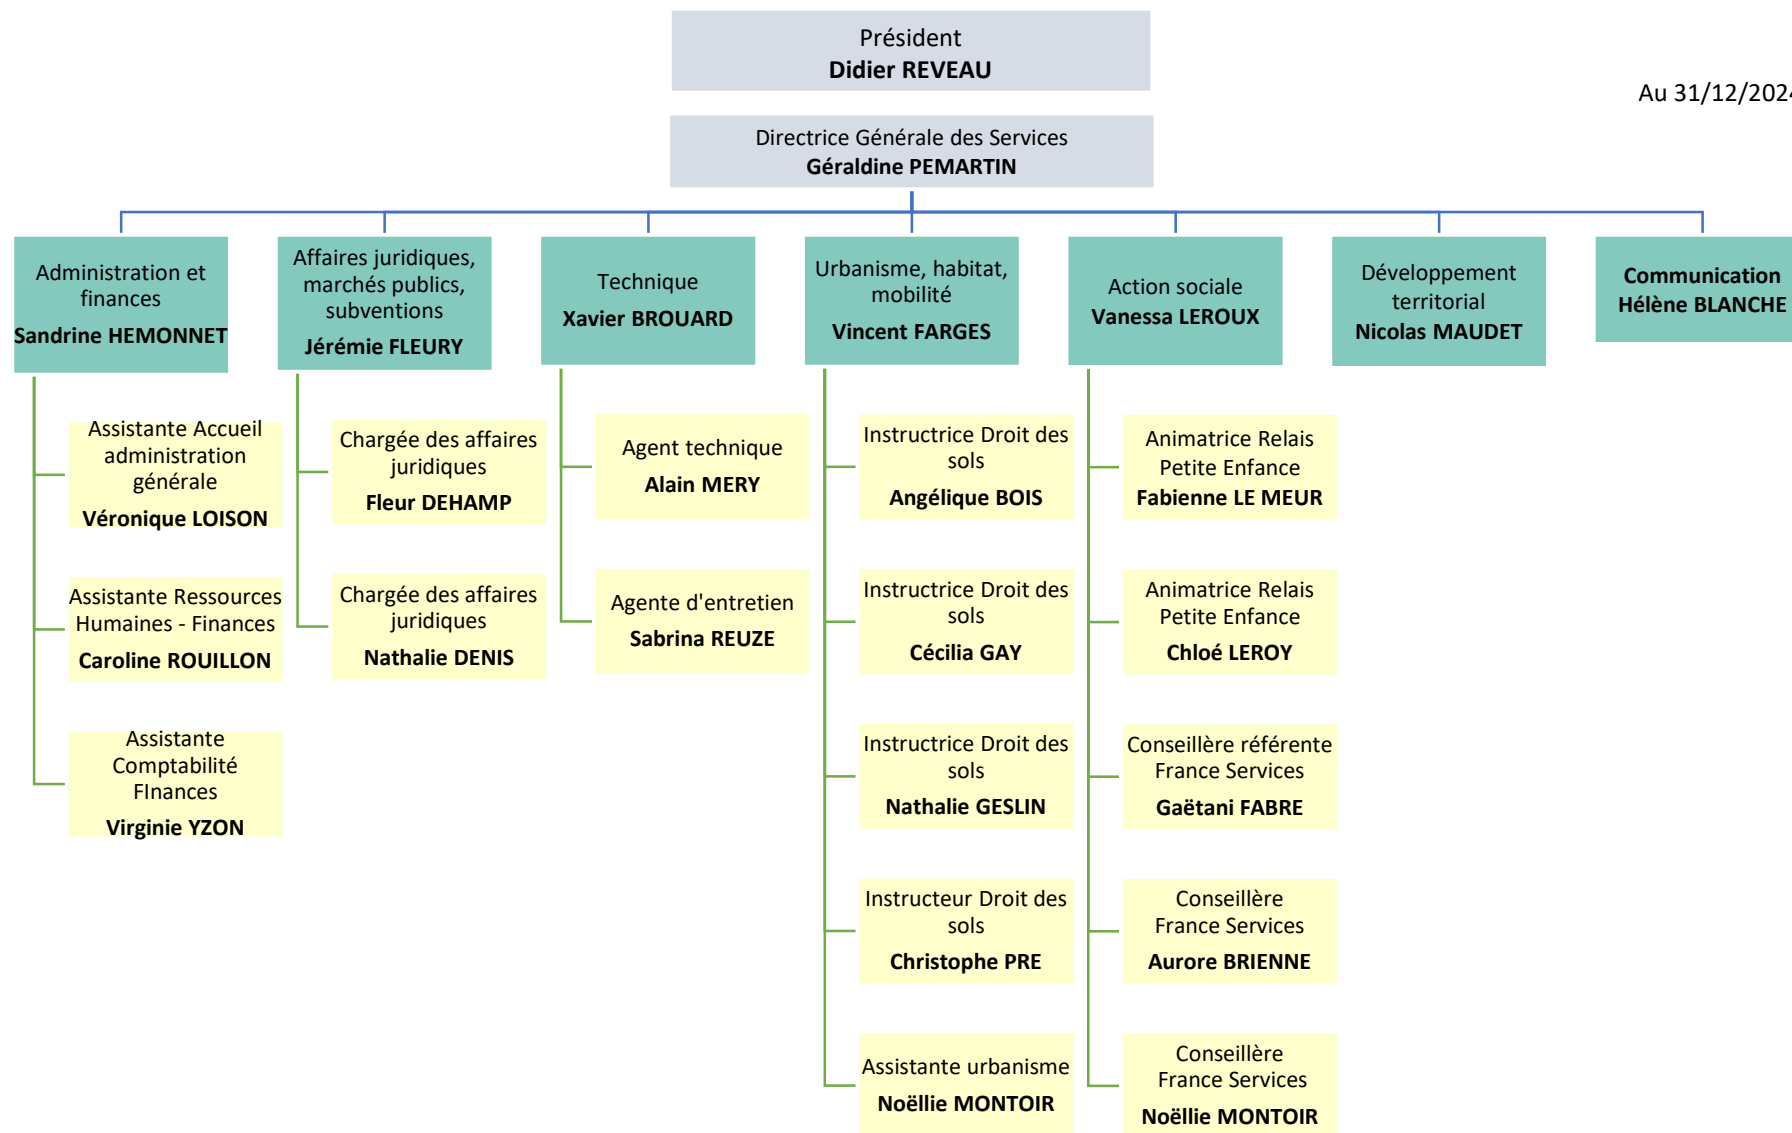 Président
Didier REVEAU
Au 31/12/2024
Directrice Générale des Services
Géraldine PEMARTIN
Administration et
finances
Sandrine HEMONNET
Affaires juridiques,
marchés publics,
subventions
Jérémie FLEURY
Technique
Xavier BROUARD
Urbanisme, habitat,
mobilité
Vincent FARGES
Action sociale
Vanessa LEROUX
Développement
territorial
Nicolas MAUDET
Communication
Hélène BLANCHE
Assistante Accueil
administration
générale
Véronique LOISON
Assistante Ressources
Humaines - Finances
Caroline ROUILLON
Assistante
Comptabilité
FInances
Virginie YZON
Chargée des affaires
juridiques
Fleur DEHAMP
Chargée des affaires
juridiques
Nathalie DENIS
Agent technique
Alain MERY
Agente d'entretien
Sabrina REUZE
Instructrice Droit des
sols
Angélique BOIS
Instructrice Droit des
sols
Cécilia GAY
Instructrice Droit des
sols
Nathalie GESLIN
Instructeur Droit des
sols
Christophe PRE
Assistante urbanisme
Noëllie MONTOIR
Animatrice Relais
Petite Enfance
Fabienne LE MEUR
Animatrice Relais
Petite Enfance
Chloé LEROY
Conseillère référente
France Services
Gaëtani FABRE
Conseillère
France Services
Aurore BRIENNE
Conseillère
France Services
Noëllie MONTOIR